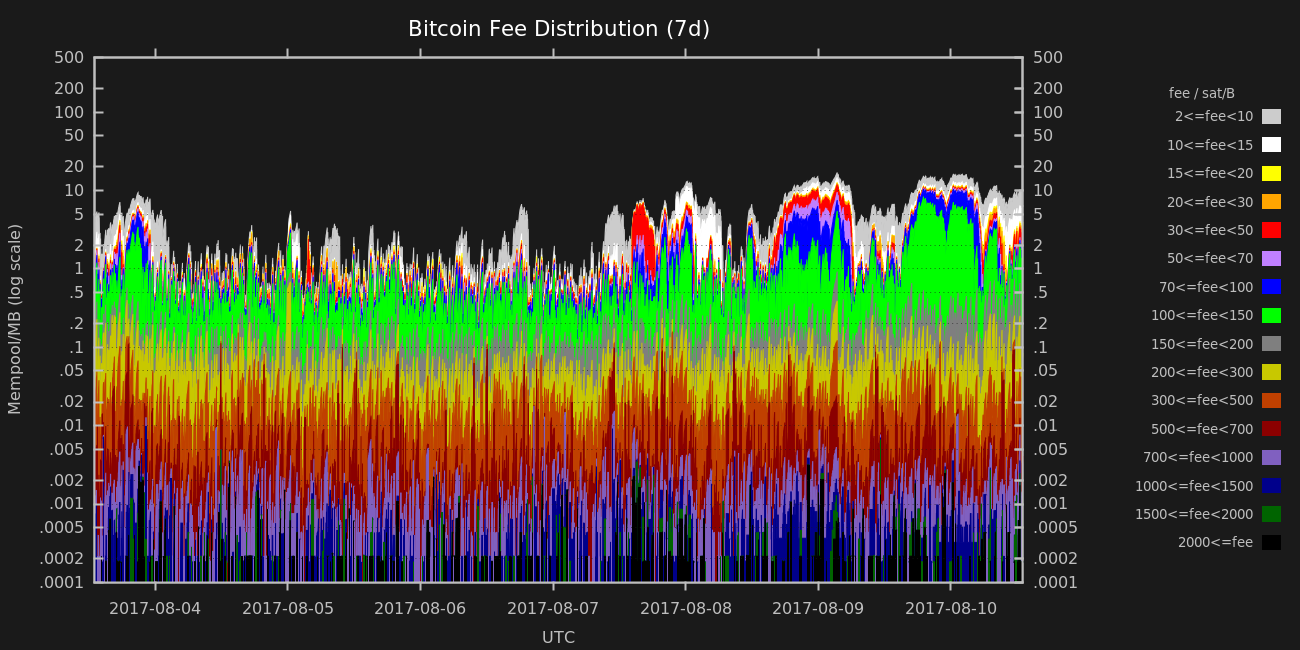 Bitcoin Fee Distribution (7d)
Mempool/MB (log scale)
500
200
100
50
20
10
5
2
1
.5
.2
.1
.05
.02
.01
.005
.002
.001
.0005
.0002
.0001
500
200
100
50
20
10
5
2
1
.5
.2
.1
.05
.02
.01
.005
.002
.001
.0005
.0002
.0001
2017-08-04 2017-08-05 2017-08-06 2017-08-07 2017-08-08 2017-08-09 2017-08-10
UTC
fee / sat/B
2<=fee<10
10<=fee<15
15<=fee<20
20<=fee<30
30<=fee<50
50<=fee<70
70<=fee<100
100<=fee<150
150<=fee<200
200<=fee<300
300<=fee<500
500<=fee<700
700<=fee<1000
1000<=fee<1500
1500<=fee<2000
2000<=fee